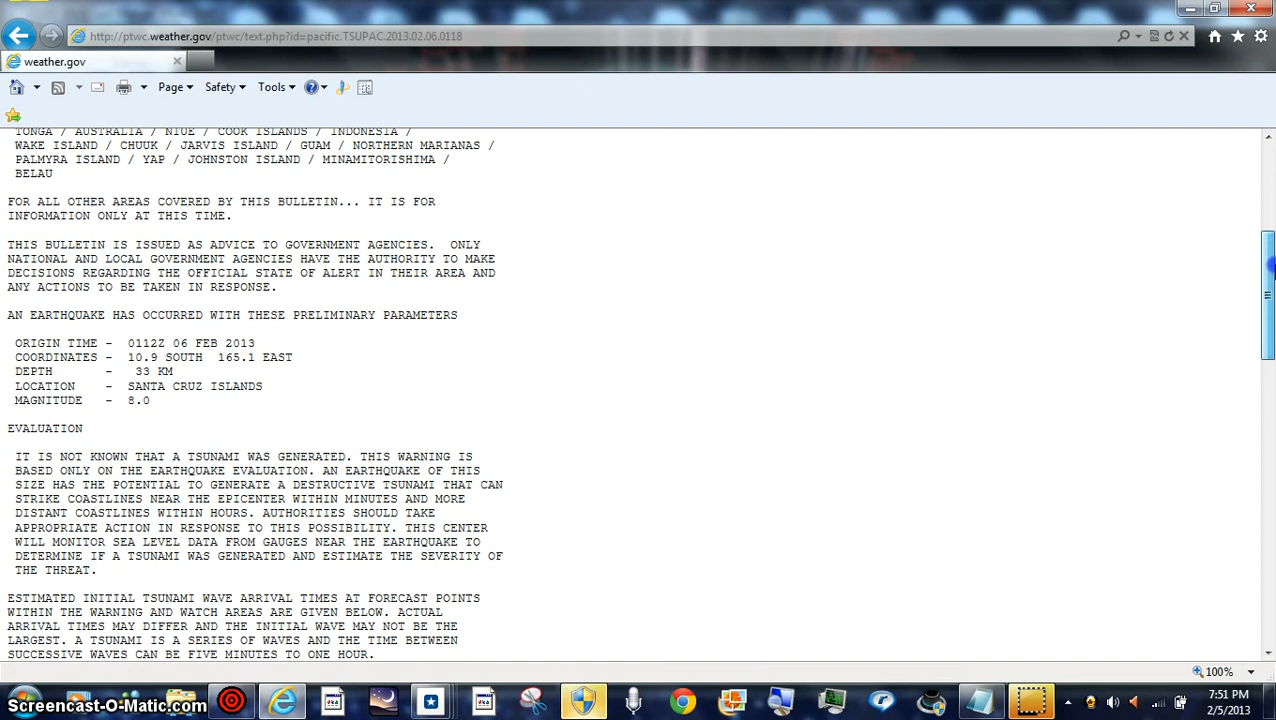 http://ptwc.weather.gov/ptwc/text.php?id=pacific.TSUPAC.2013.02.06.0118
weather.gov
Page Safety Tools
TONGA / AUSTRALIA / NIUE / COOK ISLANDS / INDONESIA /
WAKE ISLAND / CHUUK / JARVIS ISLAND / GUAM / NORTHERN MARIANAS /
PALMYRA ISLAND / YAP / JOHNSTON ISLAND / MINAMITORISHIMA /
BELAU
FOR ALL OTHER AREAS COVERED BY THIS BULLETIN... IT IS FOR
INFORMATION ONLY AT THIS TIME.
THIS BULLETIN IS ISSUED AS ADVICE TO GOVERNMENT AGENCIES. ONLY
NATIONAL AND LOCAL GOVERNMENT AGENCIES HAVE THE AUTHORITY TO MAKE
DECISIONS REGARDING THE OFFICIAL STATE OF ALERT IN THEIR AREA AND
ANY ACTIONS TO BE TAKEN IN RESPONSE.
AN EARTHQUAKE HAS OCCURRED WITH THESE PRELIMINARY PARAMETERS
ORIGIN TIME - 0112Z 06 FEB 2013
COORDINATES - 10.9 SOUTH 165.1 EAST
DEPTH - 33 KM
LOCATION - SANTA CRUZ ISLANDS
MAGNITUDE - 8.0
EVALUATION
IT IS NOT KNOWN THAT A TSUNAMI WAS GENERATED. THIS WARNING IS
BASED ONLY ON THE EARTHQUAKE EVALUATION. AN EARTHQUAKE OF THIS
SIZE HAS THE POTENTIAL TO GENERATE A DESTRUCTIVE TSUNAMI THAT CAN
STRIKE COASTLINES NEAR THE EPICENTER WITHIN MINUTES AND MORE
DISTANT COASTLINES WITHIN HOURS. AUTHORITIES SHOULD TAKE
APPROPRIATE ACTION IN RESPONSE TO THIS POSSIBILITY. THIS CENTER
WILL MONITOR SEA LEVEL DATA FROM GAUGES NEAR THE EARTHQUAKE TO
DETERMINE IF A TSUNAMI WAS GENERATED AND ESTIMATE THE SEVERITY OF
THE THREAT.
ESTIMATED INITIAL TSUNAMI WAVE ARRIVAL TIMES AT FORECAST POINTS
WITHIN THE WARNING AND WATCH AREAS ARE GIVEN BELOW. ACTUAL
ARRIVAL TIMES MAY DIFFER AND THE INITIAL WAVE MAY NOT BE THE
LARGEST. A TSUNAMI IS A SERIES OF WAVES AND THE TIME BETWEEN
SUCCESSIVE WAVES CAN BE FIVE MINUTES TO ONE HOUR.
100%
Screencast-O-Matic.com
7:51 PM
2/5/2013